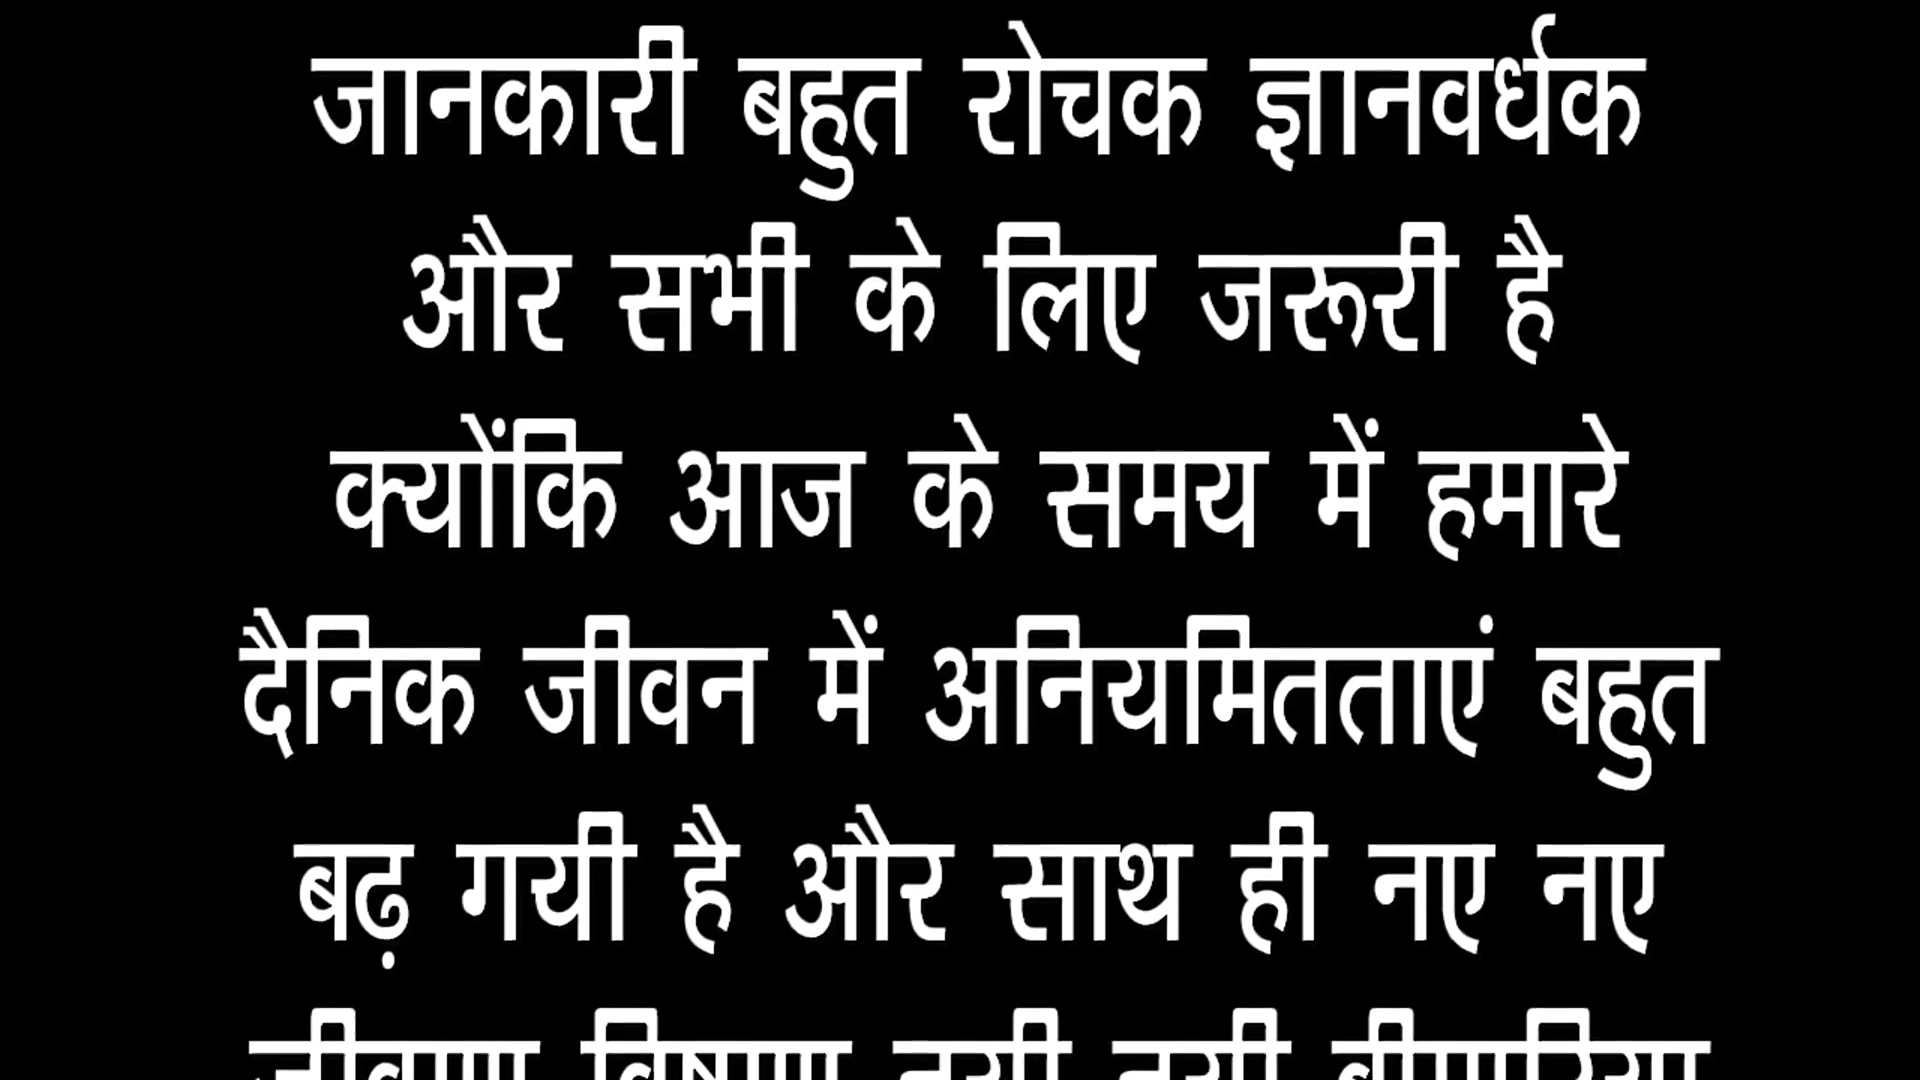 जानकारी बहुत रोचक ज्ञानवर्धक
और सभी के लिए जरूरी है
क्योंकि आज के समय में हमारे
दैनिक जीवन में अनियमितताएं बहुत
बढ़ गयी है और साथ ही नए नए